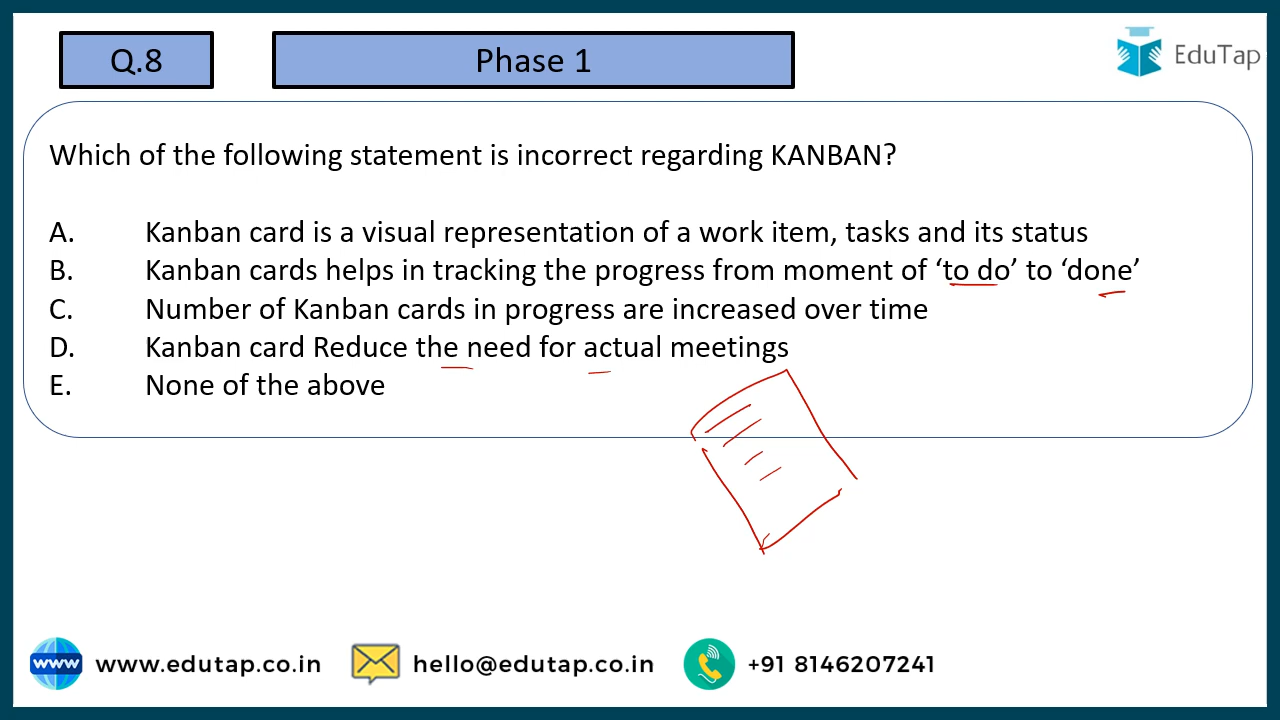 Q.8
Phase 1
EduTap
Which of the following statement is incorrect regarding KANBAN?
A. Kanban card is a visual representation of a work item, tasks and its status
B. Kanban cards helps in tracking the progress from moment of ‘to do’ to ‘done’
C. Number of Kanban cards in progress are increased over time
D. Kanban card Reduce the need for actual meetings
E. None of the above
www www.edutap.co.in hello@edutap.co.in +91 8146207241